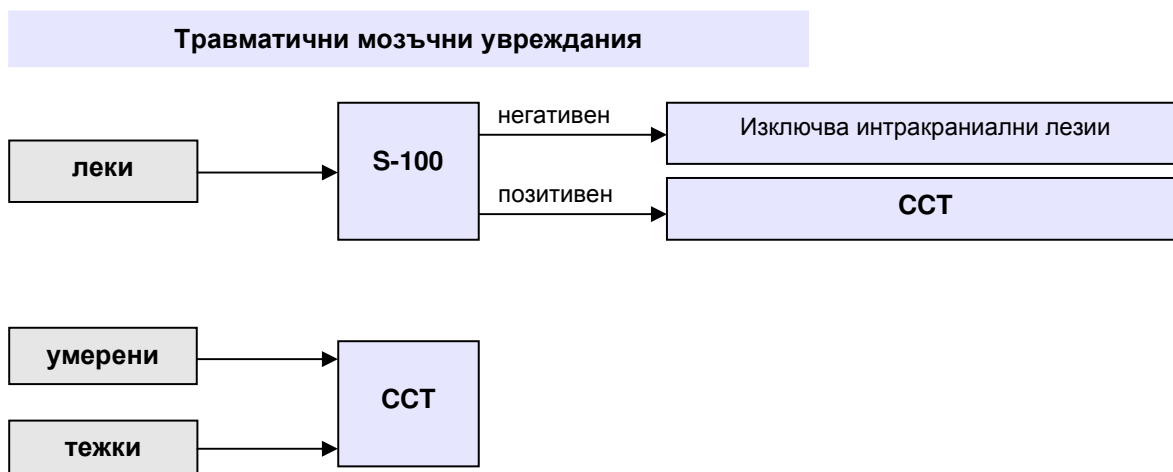 Травматични мозъчни увреждания
леки
S-100
негативен
Изключва интракраниални лезии
позитивен
CCT
умерени
CCT
тежки